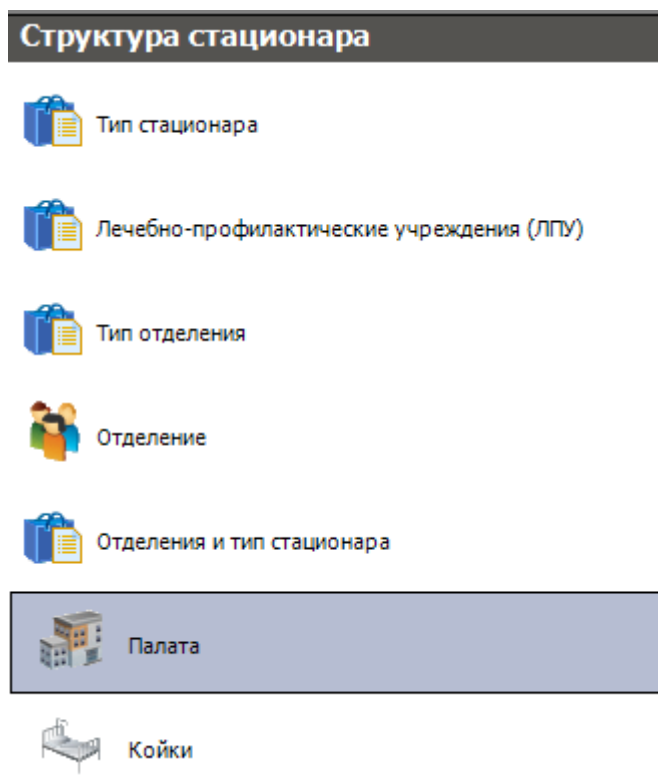 Структура стационара
Тип стационара
Лечебно-профилактические учреждения (ЛПУ)
Тип отделения
Отделение
Отделения и тип стационара
Палата
Койки